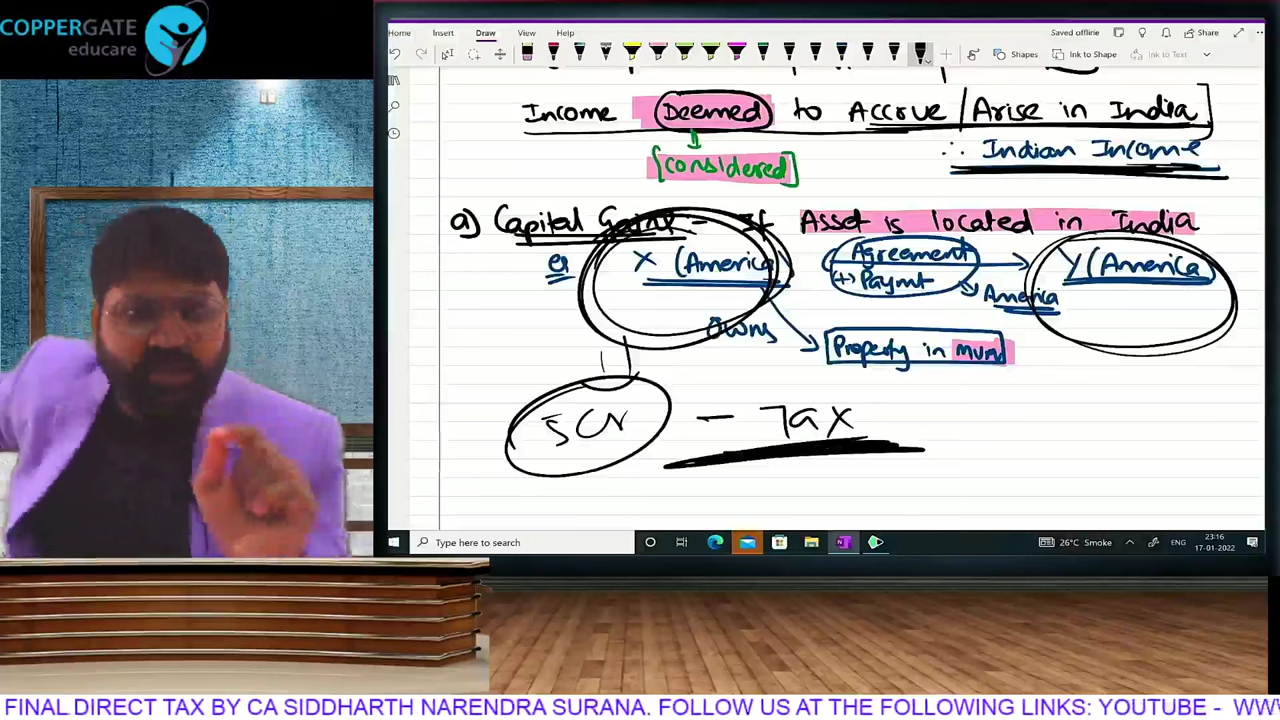 COPPERGATE
educare
Home Insert Draw View Help
Saved offline
Share
Shapes
Ink to Shape
Ink to Text
Income Deemed to Accrue / Arise in India
∴ Indian Income
[considered]
a) Capital Gains - If Asset is located in India
eg X (America) Agreement Y (America
(+) Paymt America
owns
Property in mum
5 Cr - Tax
Type here to search
26°C Smoke
ENG
23:16
17-01-2022
FINAL DIRECT TAX BY CA SIDDHARTH NARENDRA SURANA. FOLLOW US AT THE FOLLOWING LINKS: YOUTUBE -